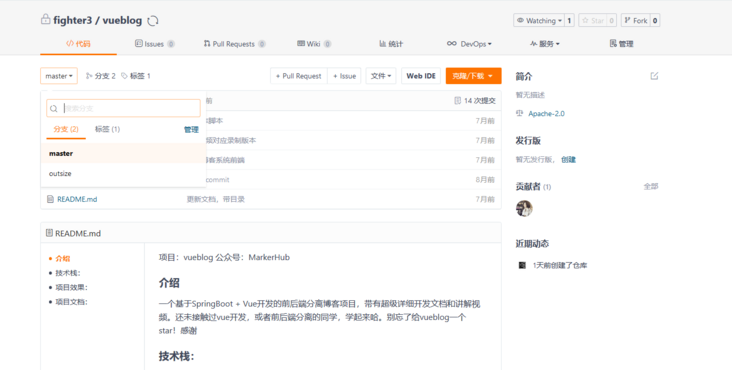 fighter3 / vueblog
Watching 1 Star 0 Fork 0
代码 Issues 0 Pull Requests 0 Wiki 0 统计 DevOps 服务 管理
master 分支 2 标签 1 + Pull Request + Issue 文件 Web IDE 克隆/下载
简介
暂无描述
Apache-2.0
搜索分支
前 14 次提交
分支 (2) 标签 (1) 管理
脚本 7月前
对应录制版本 7月前
master
客系统前端 7月前
outsize
commit 8月前
README.md 更新文档，带目录 7月前
发行版
暂无发行版，创建
贡献者 (1) 全部
近期动态
1天前创建了仓库
README.md
介绍
技术栈：
项目效果：
项目文档：
项目：vueblog 公众号：MarkerHub
介绍
一个基于SpringBoot + Vue开发的前后端分离博客项目，带有超级详细开发文档和讲解视
频。还未接触过vue开发，或者前后端分离的同学，学起来哈。别忘了给vueblog一个
star！感谢
技术栈：